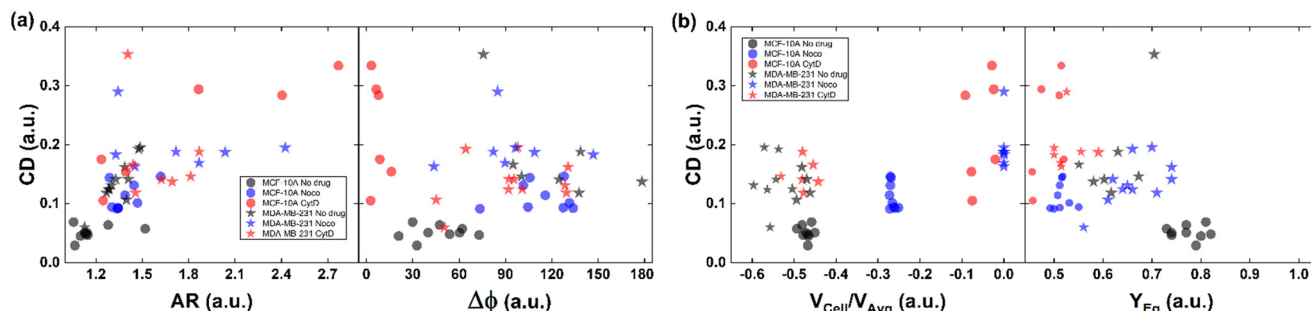 (a)
0.4
0.3
0.2
0.1
0.0
CD (a.u.)
MCF 10A No drug
MCF-10A Noco
MCF-10A CytD
MDA-MB-231 No drug
MDA-MB 231 Noco
MDA MB 231 CytD
1.2 1.5 1.8 2.1 2.4 2.7 0 30 60 90 120 150 180
AR (a.u.) Δϕ (a.u.)
(b)
0.4
0.3
0.2
0.1
0.0
CD (a.u.)
MCF-10A No drug
MCF-10A Noco
MCF-10A CytD
MDA-MB-231 No drug
MDA-MB-231 Noco
MDA-MB-231 CytD
-0.6 -0.5 -0.4 -0.3 -0.2 -0.1 0.0 0.5 0.6 0.7 0.8 0.9 1.0
V_Cell/V_Avg (a.u.) Y_Eq (a.u.)